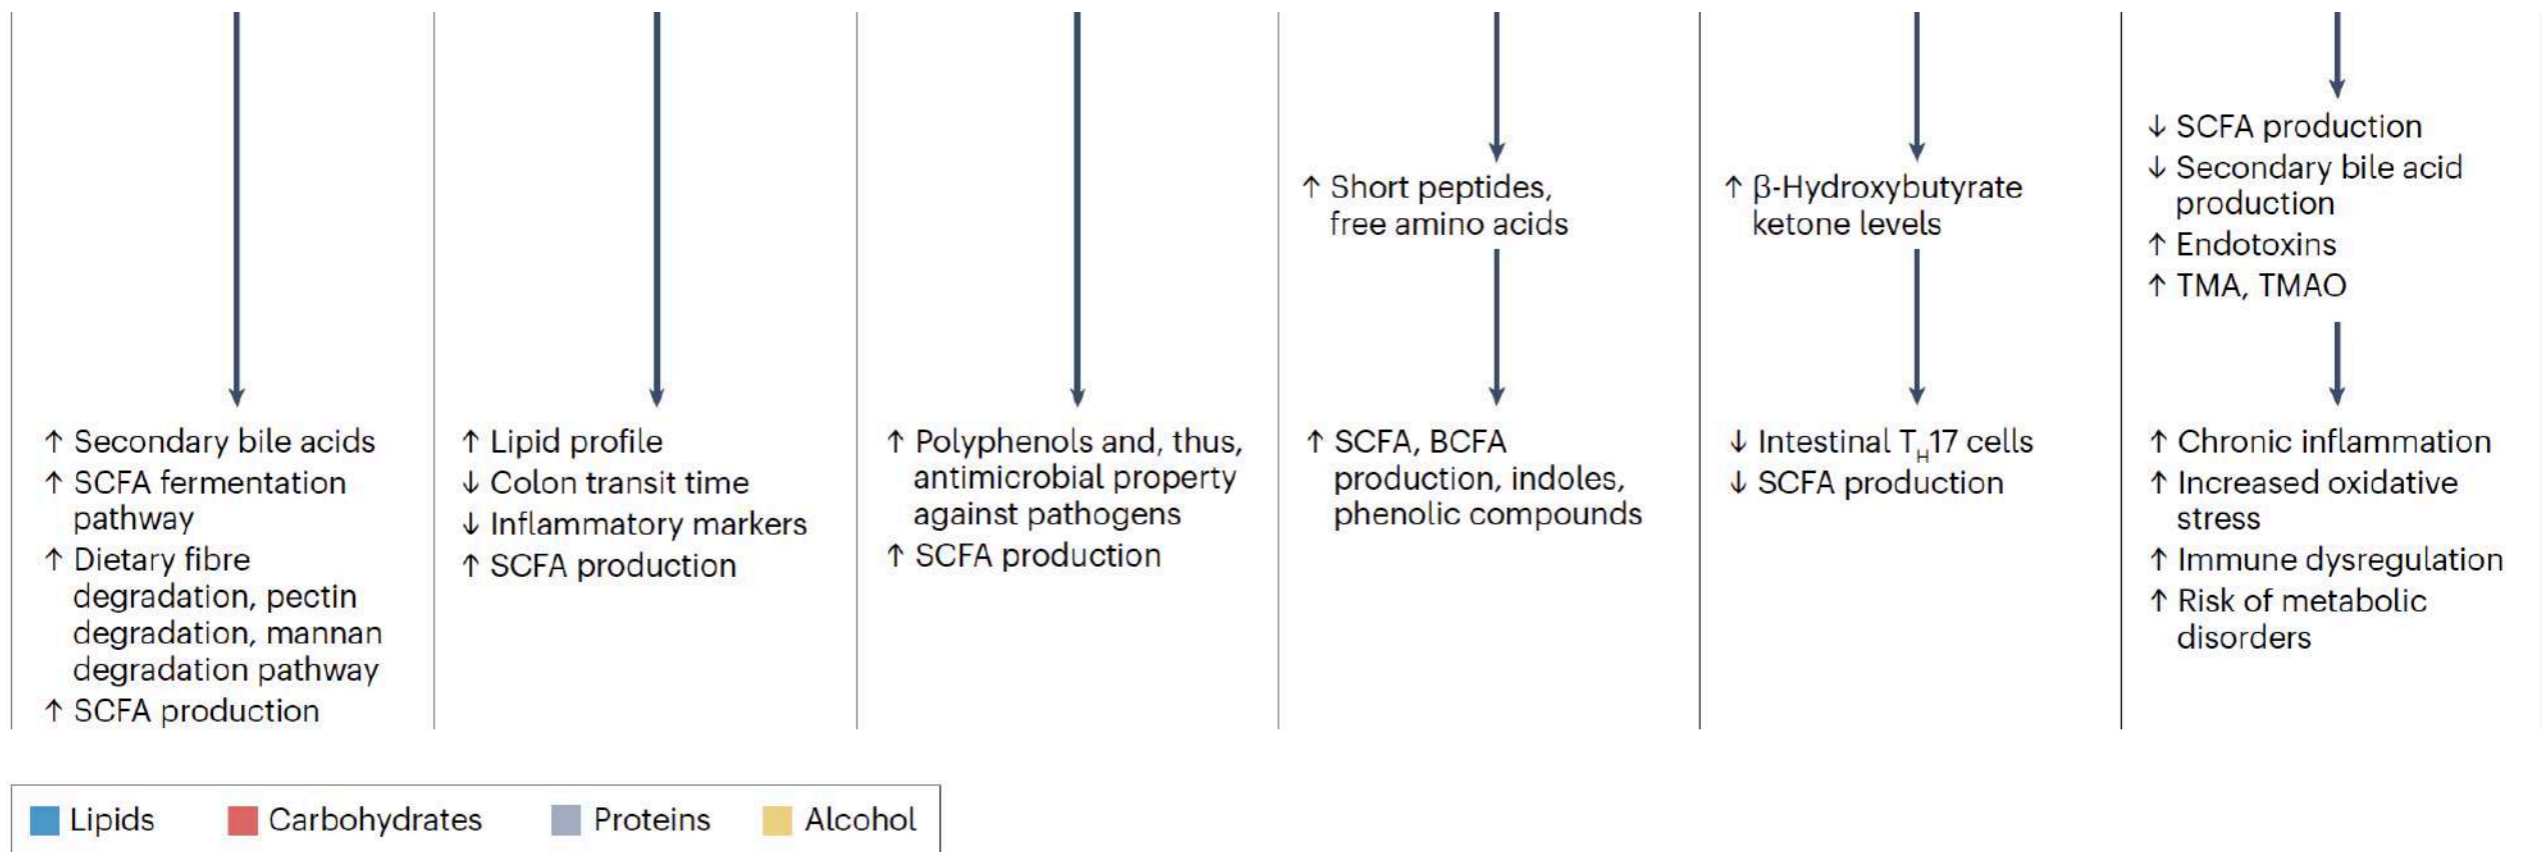 ↑ Secondary bile acids
↑ SCFA fermentation
pathway
↑ Dietary fibre
degradation, pectin
degradation, mannan
degradation pathway
↑ SCFA production
↑ Lipid profile
↓ Colon transit time
↓ Inflammatory markers
↑ SCFA production
↑ Polyphenols and, thus,
antimicrobial property
against pathogens
↑ SCFA production
↑ Short peptides,
free amino acids
↑ SCFA, BCFA
production, indoles,
phenolic compounds
↑ β-Hydroxybutyrate
ketone levels
↓ Intestinal TH17 cells
↓ SCFA production
↓ SCFA production
↓ Secondary bile acid
production
↑ Endotoxins
↑ TMA, TMAO
↑ Chronic inflammation
↑ Increased oxidative
stress
↑ Immune dysregulation
↑ Risk of metabolic
disorders
Lipids
Carbohydrates
Proteins
Alcohol